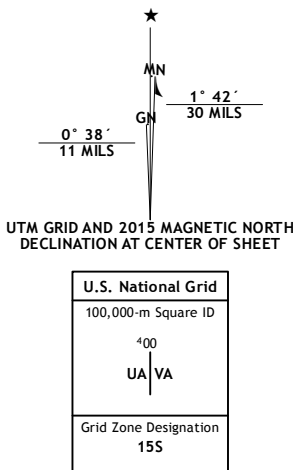 ★
MN
1° 42´
30 MILS
GN
0° 38´
11 MILS
UTM GRID AND 2015 MAGNETIC NORTH
DECLINATION AT CENTER OF SHEET
U.S. National Grid
100,000-m Square ID
⁴00
UA VA
Grid Zone Designation
15S